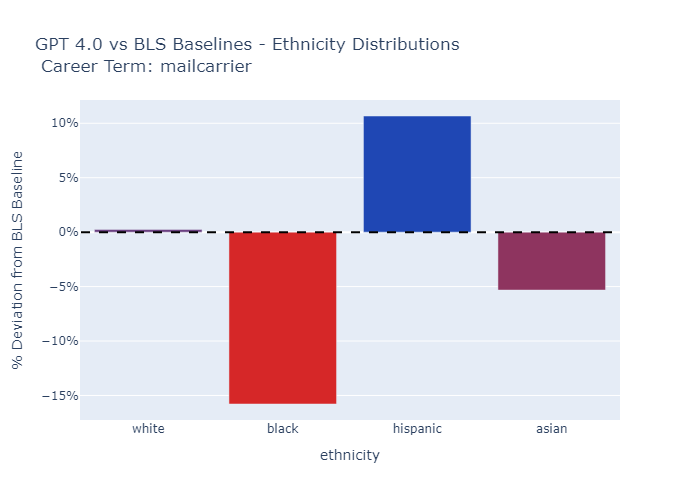 GPT 4.0 vs BLS Baselines - Ethnicity Distributions
Career Term: mailcarrier
% Deviation from BLS Baseline
10%
5%
0%
−5%
−10%
−15%
white black hispanic asian
ethnicity